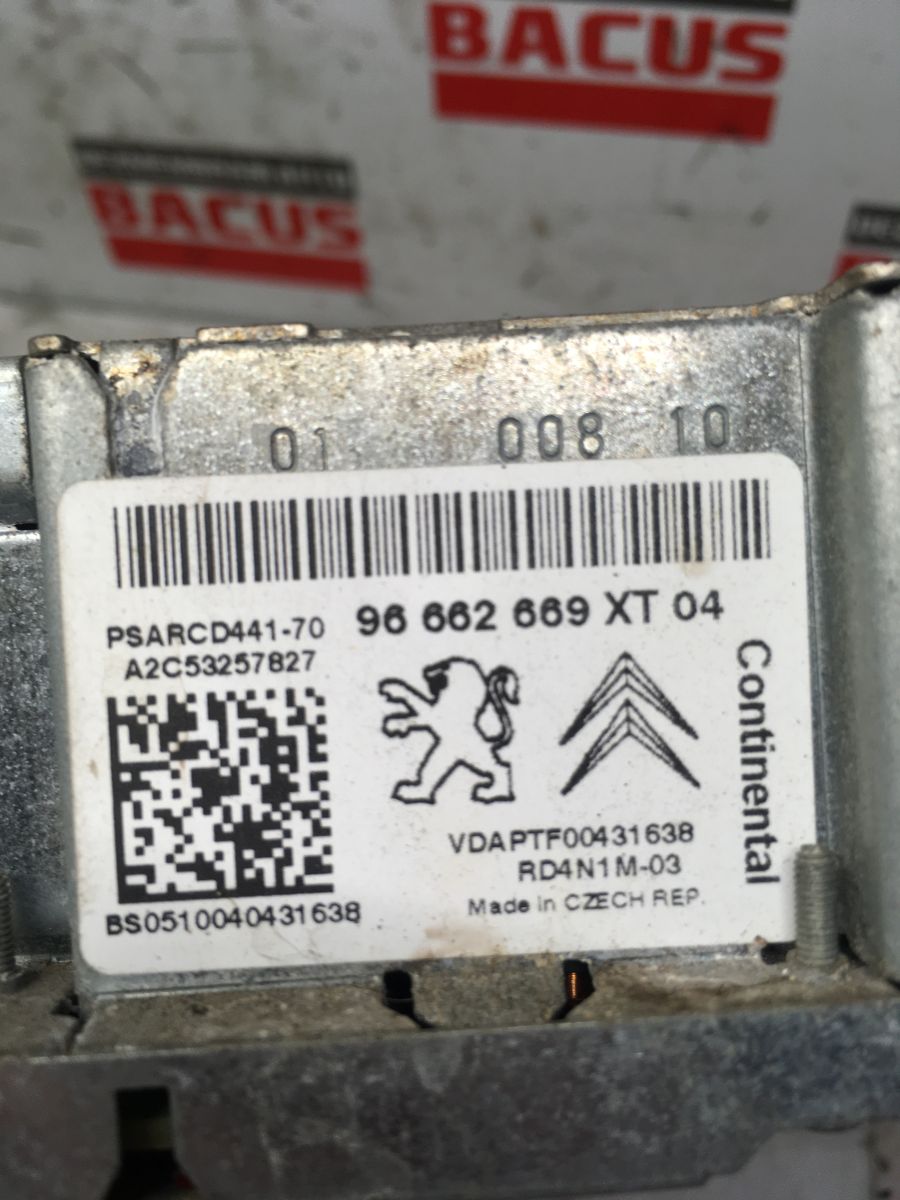 BACUS
BACUS
01 008 10
PSARCD441-70
96 662 669 XT 04
A2C53257827
Continental
VDAPTF00431638
RD4N1M-03
Made in CZECH REP.
BS0510040431638